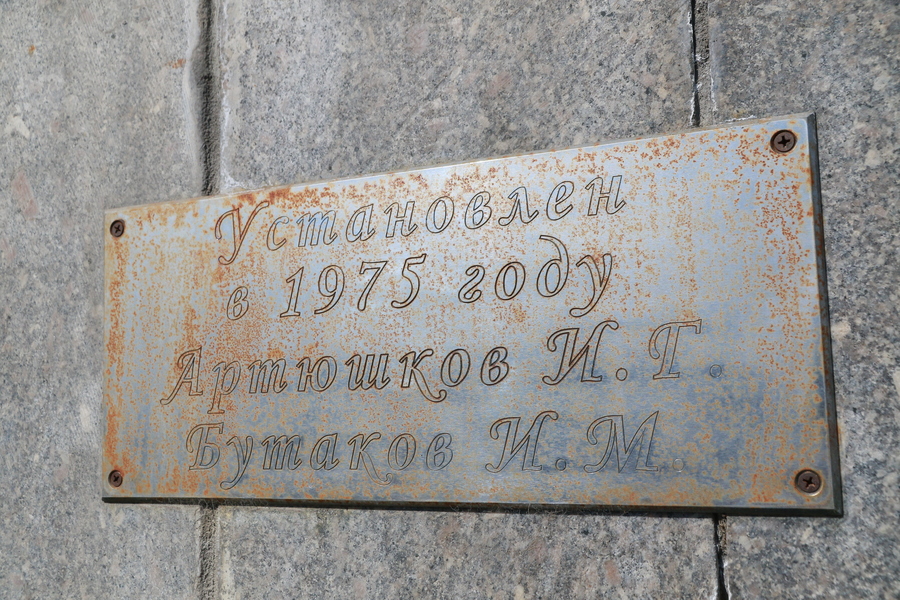 Установлен
в 1975 году
Артюшков И.Г.
Бутаков И.М.